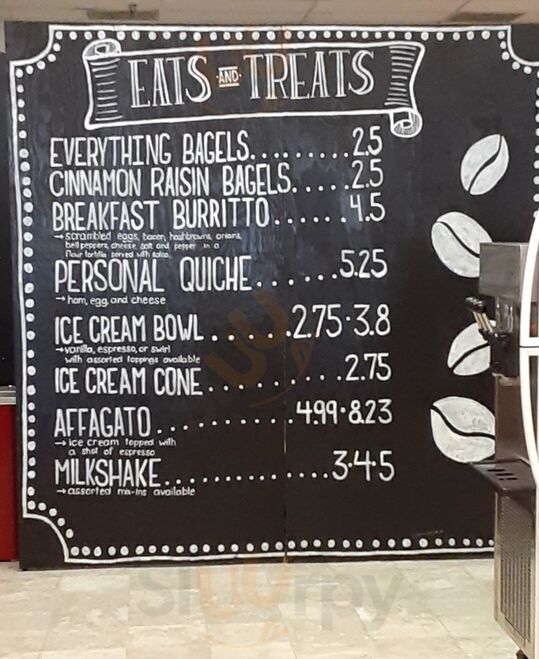 EATS AND TREATS
EVERYTHING BAGELS.........2.5
CINNAMON RAISIN BAGELS.....2.5
BREAKFAST BURRITTO......4.5
→scrambled eggs, bacon, hashbrowns, onions,
bell peppers, cheese, salt and pepper in a
flour tortilla served with salsa.
PERSONAL QUICHE.......5.25
→ham, egg, and cheese
ICE CREAM BOWL.......2.75-3.8
→vanilla, espresso, or swirl
with assorted toppings available
ICE CREAM CONE..........2.75
AFFAGATO..........4.99-8.23
→ice cream topped with
a shot of espresso
MILKSHAKE..............3-4-5
→assorted mix-ins available
sluurpy